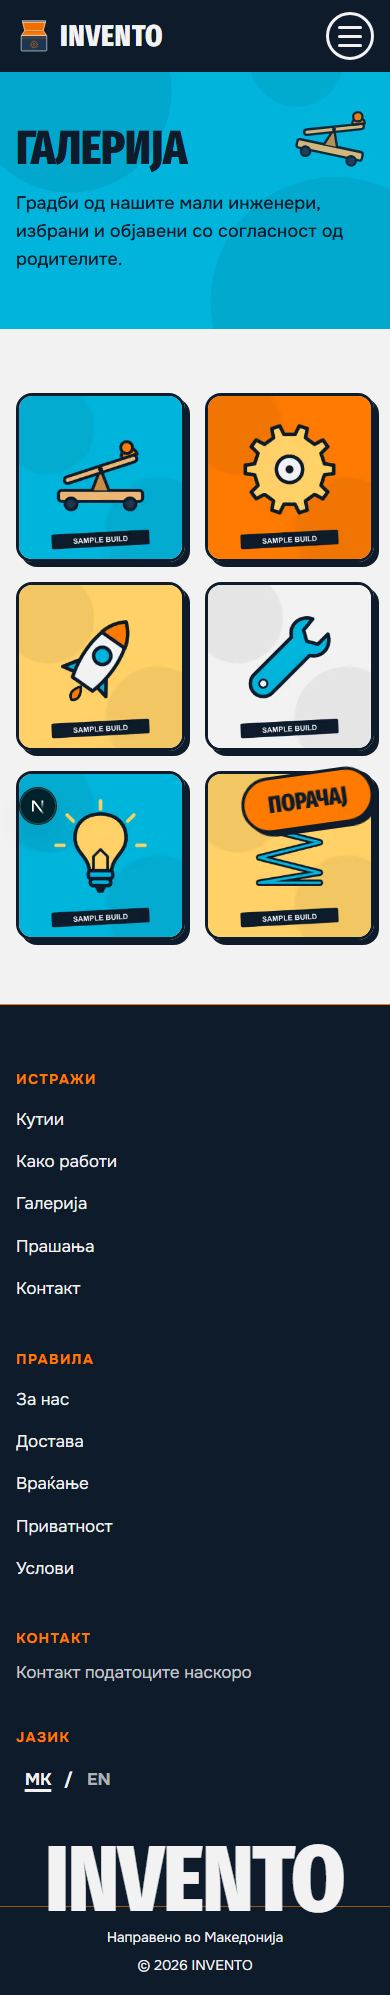 INVENTO
ГАЛЕРИЈА
Градби од нашите мали инженери,
избрани и објавени со согласност од
родителите.
SAMPLE BUILD
SAMPLE BUILD
SAMPLE BUILD
SAMPLE BUILD
N
ПОРАЧАЈ
SAMPLE BUILD
SAMPLE BUILD
ИСТРАЖИ
Кутии
Како работи
Галерија
Прашања
Контакт
ПРАВИЛА
За нас
Достава
Враќање
Приватност
Услови
КОНТАКТ
Контакт податоците наскоро
ЈАЗИК
МК / EN
INVENTO
Направено во Македонија
© 2026 INVENTO